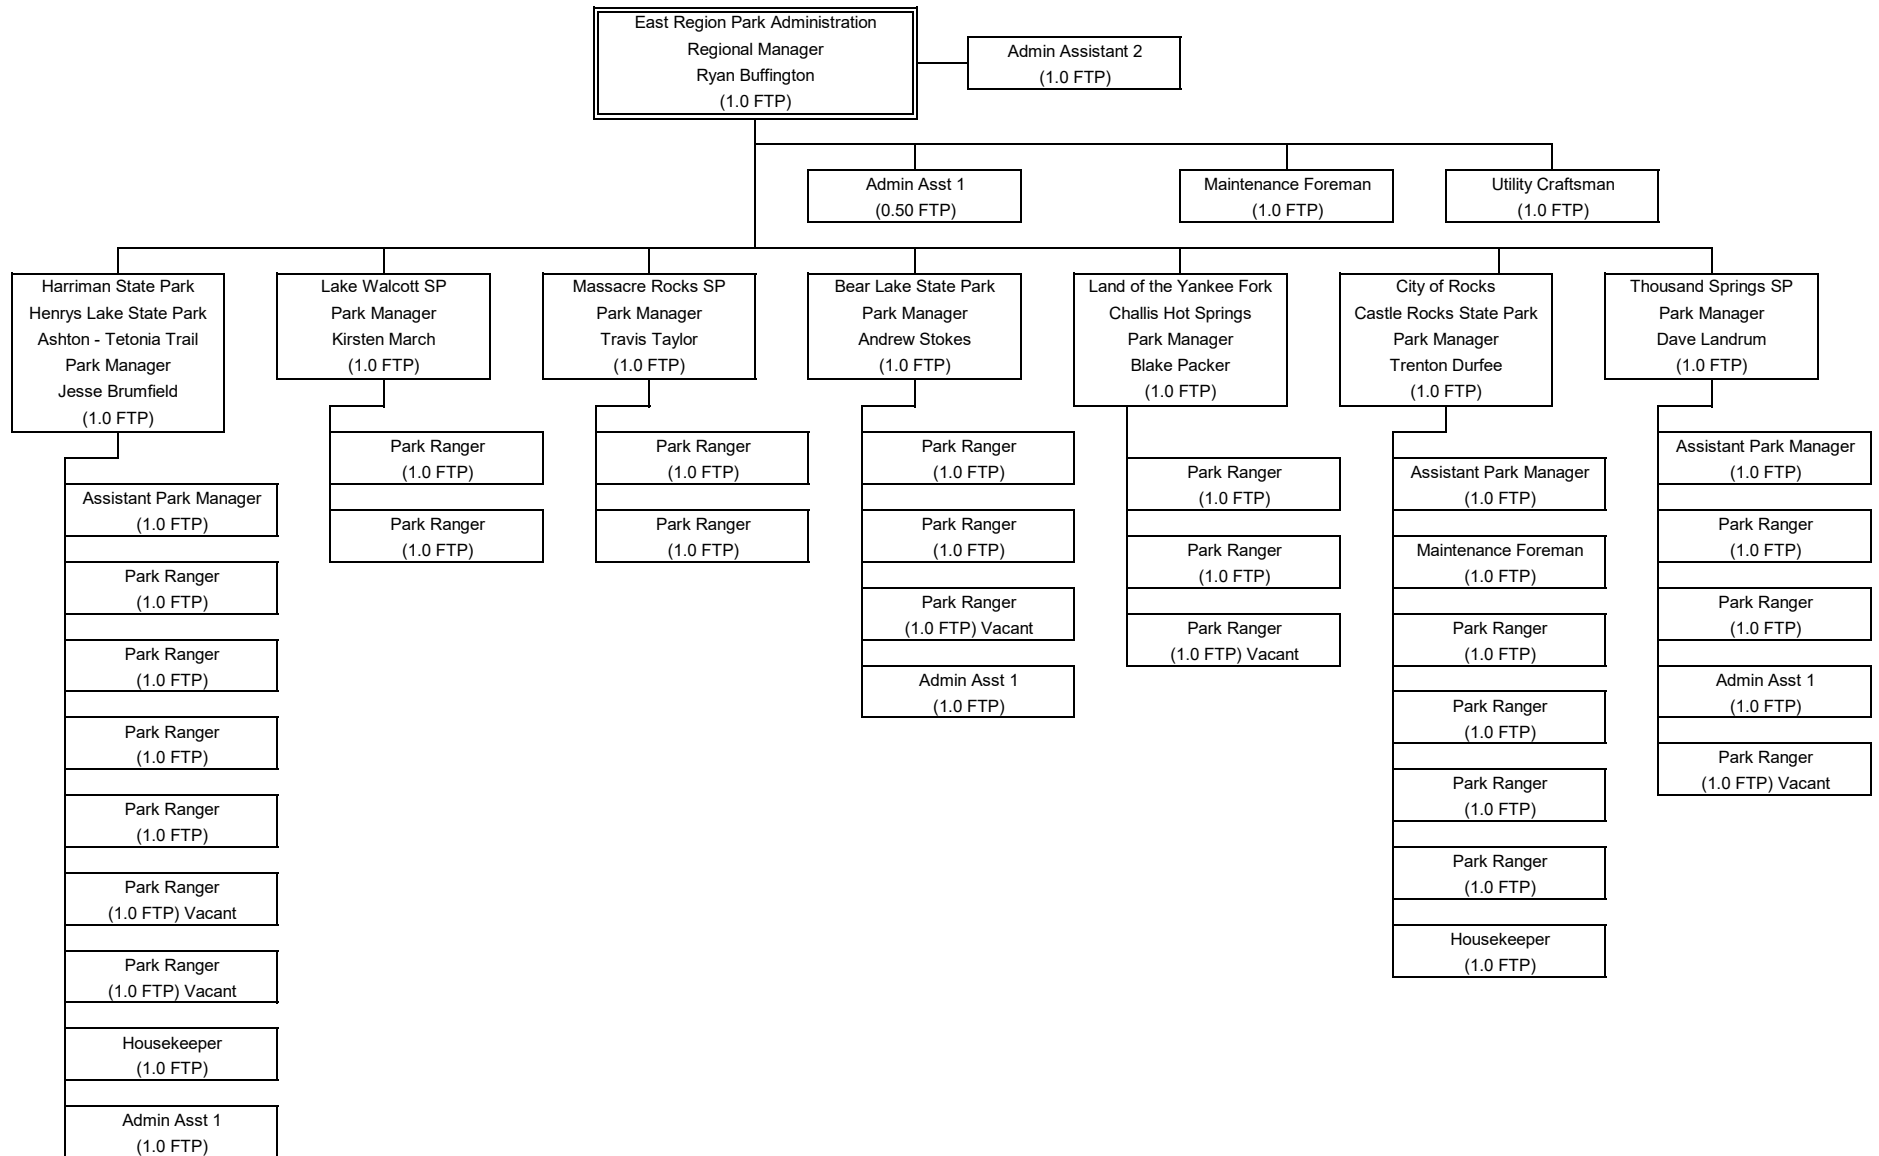 East Region Park Administration
Regional Manager
Ryan Buffington
(1.0 FTP)
Admin Assistant 2
(1.0 FTP)
Admin Asst 1
(0.50 FTP)
Maintenance Foreman
(1.0 FTP)
Utility Craftsman
(1.0 FTP)
Harriman State Park
Henrys Lake State Park
Ashton - Tetonia Trail
Park Manager
Jesse Brumfield
(1.0 FTP)
Assistant Park Manager
(1.0 FTP)
Park Ranger
(1.0 FTP)
Park Ranger
(1.0 FTP)
Park Ranger
(1.0 FTP)
Park Ranger
(1.0 FTP)
Park Ranger
(1.0 FTP) Vacant
Park Ranger
(1.0 FTP) Vacant
Housekeeper
(1.0 FTP)
Admin Asst 1
(1.0 FTP)
Lake Walcott SP
Park Manager
Kirsten March
(1.0 FTP)
Park Ranger
(1.0 FTP)
Park Ranger
(1.0 FTP)
Massacre Rocks SP
Park Manager
Travis Taylor
(1.0 FTP)
Park Ranger
(1.0 FTP)
Park Ranger
(1.0 FTP)
Bear Lake State Park
Park Manager
Andrew Stokes
(1.0 FTP)
Park Ranger
(1.0 FTP)
Park Ranger
(1.0 FTP)
Park Ranger
(1.0 FTP) Vacant
Admin Asst 1
(1.0 FTP)
Land of the Yankee Fork
Challis Hot Springs
Park Manager
Blake Packer
(1.0 FTP)
Park Ranger
(1.0 FTP)
Park Ranger
(1.0 FTP)
Park Ranger
(1.0 FTP) Vacant
City of Rocks
Castle Rocks State Park
Park Manager
Trenton Durfee
(1.0 FTP)
Assistant Park Manager
(1.0 FTP)
Maintenance Foreman
(1.0 FTP)
Park Ranger
(1.0 FTP)
Park Ranger
(1.0 FTP)
Park Ranger
(1.0 FTP)
Park Ranger
(1.0 FTP)
Housekeeper
(1.0 FTP)
Thousand Springs SP
Park Manager
Dave Landrum
(1.0 FTP)
Assistant Park Manager
(1.0 FTP)
Park Ranger
(1.0 FTP)
Park Ranger
(1.0 FTP)
Admin Asst 1
(1.0 FTP)
Park Ranger
(1.0 FTP) Vacant